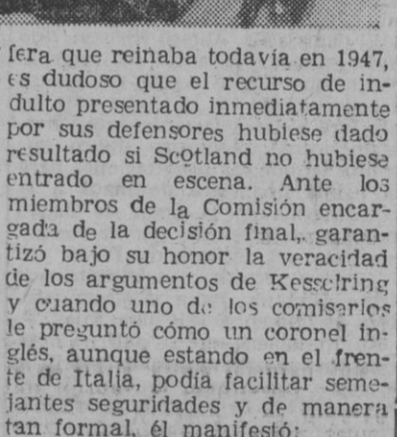 fera que reinaba todavía en 1947,
es dudoso que el recurso de in-
dulto presentado inmediatamente
por sus defensores hubiese dado
resultado si Scotland no hubiese
entrado en escena. Ante los
miembros de la Comisión encar-
gada de la decisión final, garan-
tizó bajo su honor la veracidad
de los argumentos de Kesselring
y cuando uno de los comisarios
le preguntó cómo un coronel in-
glés, aunque estando en el fren-
te de Italia, podía facilitar seme-
jantes seguridades y de manera
tan formal, él manifestó: